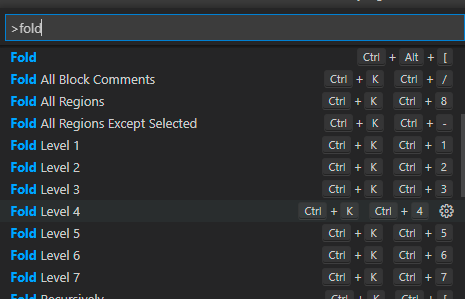 >fold
Fold Ctrl + Alt + [
Fold All Block Comments Ctrl + K Ctrl + /
Fold All Regions Ctrl + K Ctrl + 8
Fold All Regions Except Selected Ctrl + K Ctrl + -
Fold Level 1 Ctrl + K Ctrl + 1
Fold Level 2 Ctrl + K Ctrl + 2
Fold Level 3 Ctrl + K Ctrl + 3
Fold Level 4 Ctrl + K Ctrl + 4
Fold Level 5 Ctrl + K Ctrl + 5
Fold Level 6 Ctrl + K Ctrl + 6
Fold Level 7 Ctrl + K Ctrl + 7
Fold Recursively Ctrl + K Ctrl + [